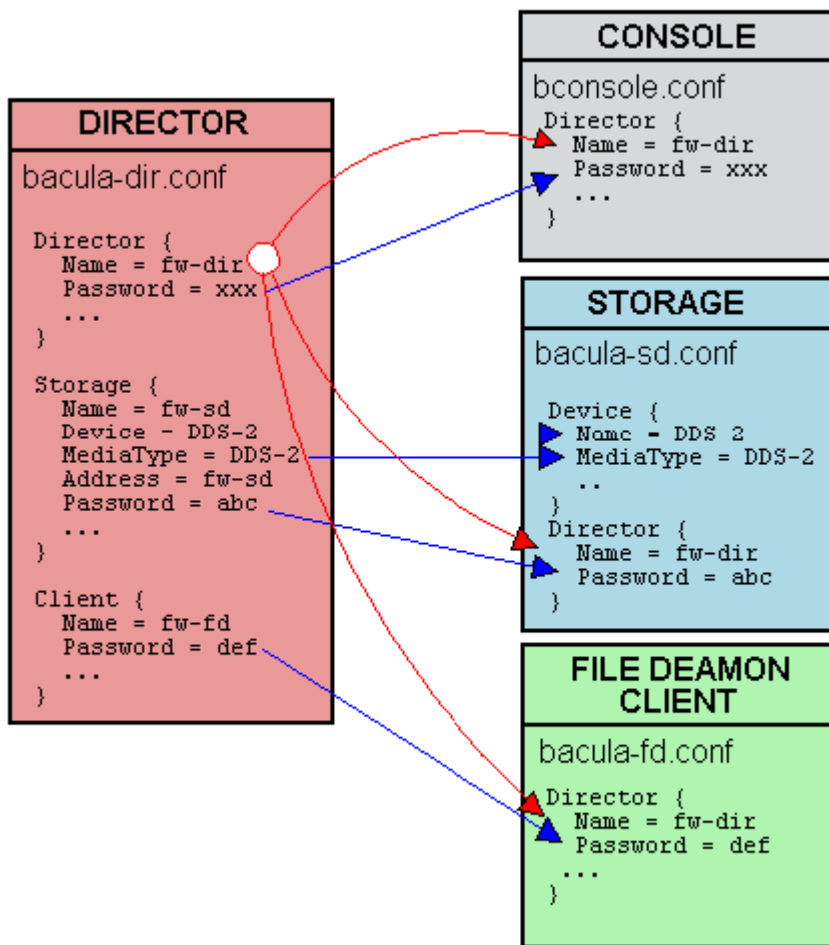 DIRECTOR
bacula-dir.conf
Director {
Name = fw-dir
Password = xxx
...
}
Storage {
Name = fw-sd
Device - DDS-2
MediaType = DDS-2
Address = fw-sd
Password = abc
...
}
Client {
Name = fw-fd
Password = def
...
}
CONSOLE
bconsole.conf
Director {
Name = fw-dir
Password = xxx
...
}
STORAGE
bacula-sd.conf
Device {
Name - DDS 2
MediaType = DDS-2
..
}
Director {
Name = fw-dir
Password = abc
}
FILE DEAMON
CLIENT
bacula-fd.conf
Director {
Name = fw-dir
Password = def
...
}